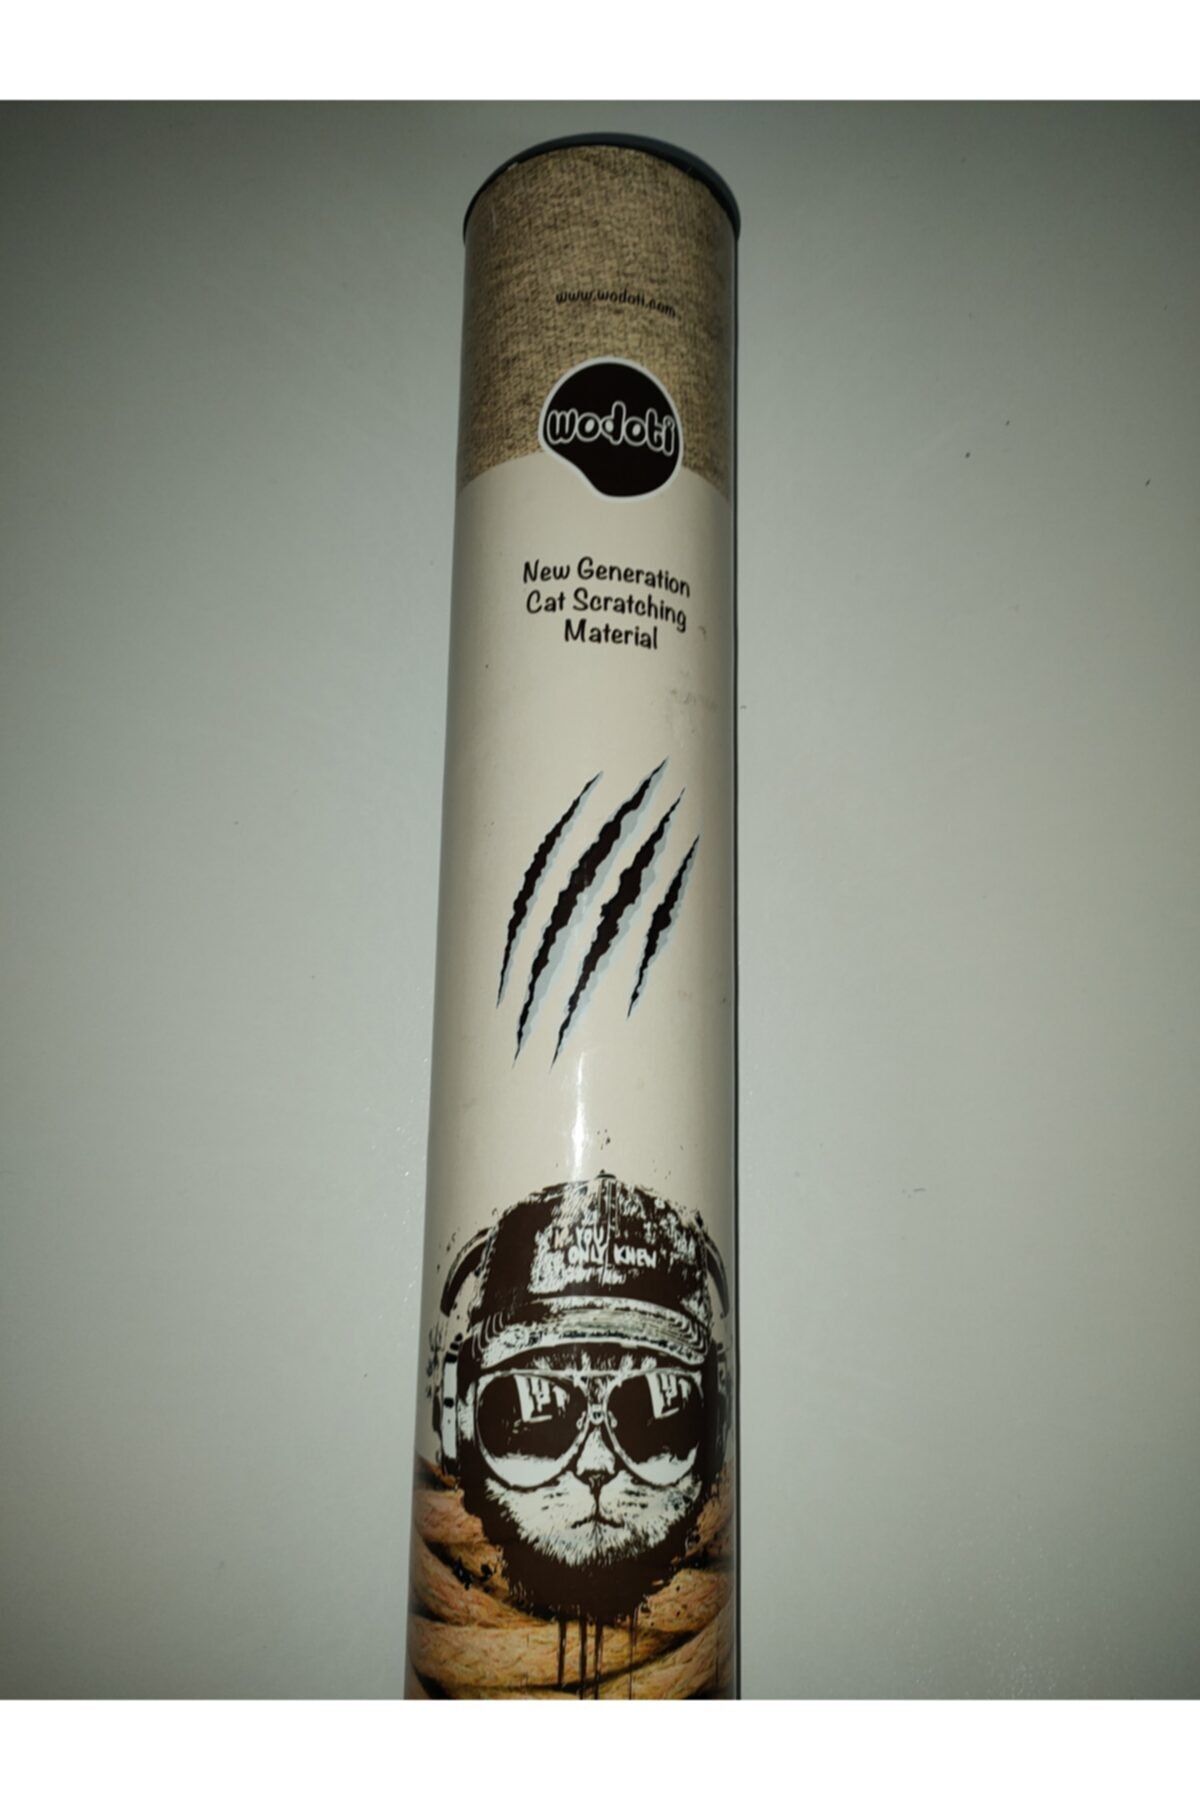 www.wodoti.com
wodoti
New Generation
Cat Scratching
Material
YOU
ONLY KNEW